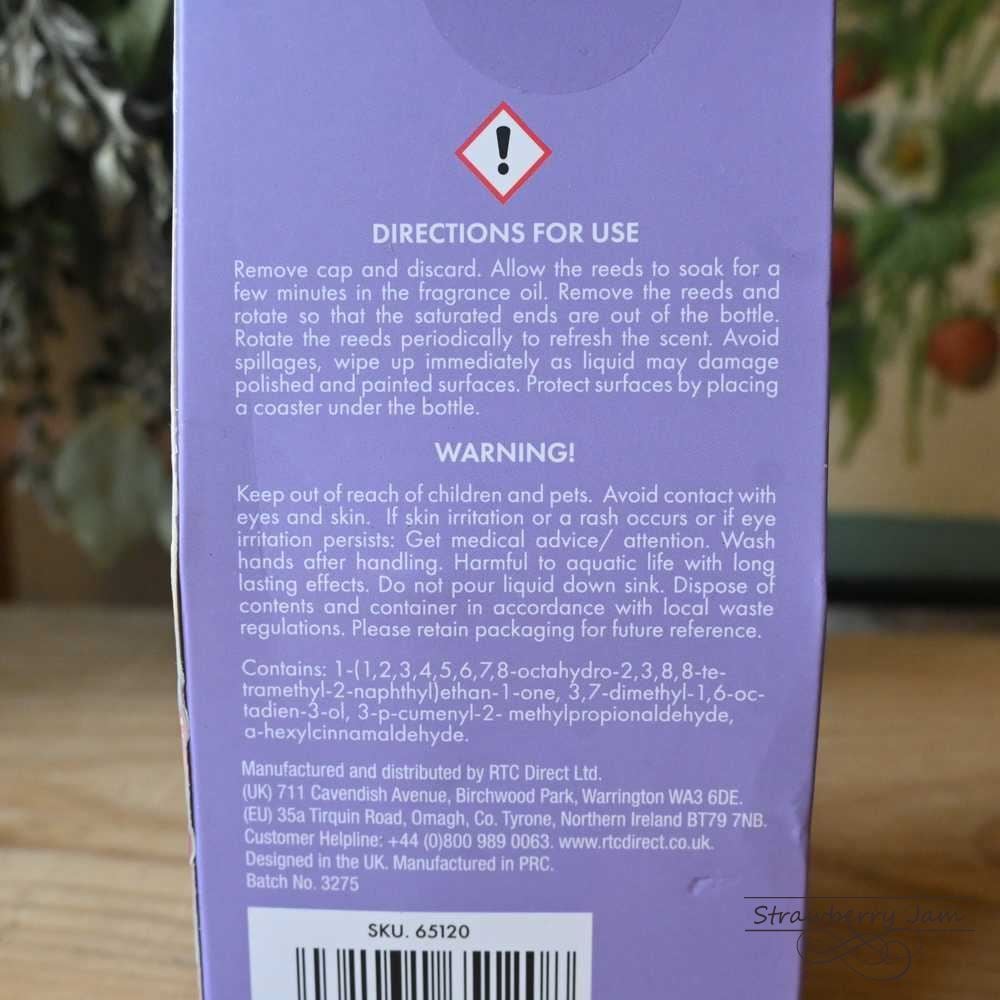 DIRECTIONS FOR USE
Remove cap and discard. Allow the reeds to soak for a
few minutes in the fragrance oil. Remove the reeds and
rotate so that the saturated ends are out of the bottle.
Rotate the reeds periodically to refresh the scent. Avoid
spillages, wipe up immediately as liquid may damage
polished and painted surfaces. Protect surfaces by placing
a coaster under the bottle.
WARNING!
Keep out of reach of children and pets. Avoid contact with
eyes and skin. If skin irritation or a rash occurs or if eye
irritation persists: Get medical advice/ attention. Wash
hands after handling. Harmful to aquatic life with long
lasting effects. Do not pour liquid down sink. Dispose of
contents and container in accordance with local waste
regulations. Please retain packaging for future reference.
Contains: 1-(1,2,3,4,5,6,7,8-octahydro-2,3,8,8-te-
tramethyl-2-naphthyl)ethan-1-one, 3,7-dimethyl-1,6-oc-
tadien-3-ol, 3-p-cumenyl-2- methylpropionaldehyde,
a-hexylcinnamaldehyde.
Manufactured and distributed by RTC Direct Ltd.
(UK) 711 Cavendish Avenue, Birchwood Park, Warrington WA3 6DE.
(EU) 35a Tirquin Road, Omagh, Co. Tyrone, Northern Ireland BT79 7NB.
Customer Helpline: +44 (0)800 989 0063. www.rtcdirect.co.uk.
Designed in the UK. Manufactured in PRC.
Batch No. 3275
SKU. 65120
Strawberry Jam